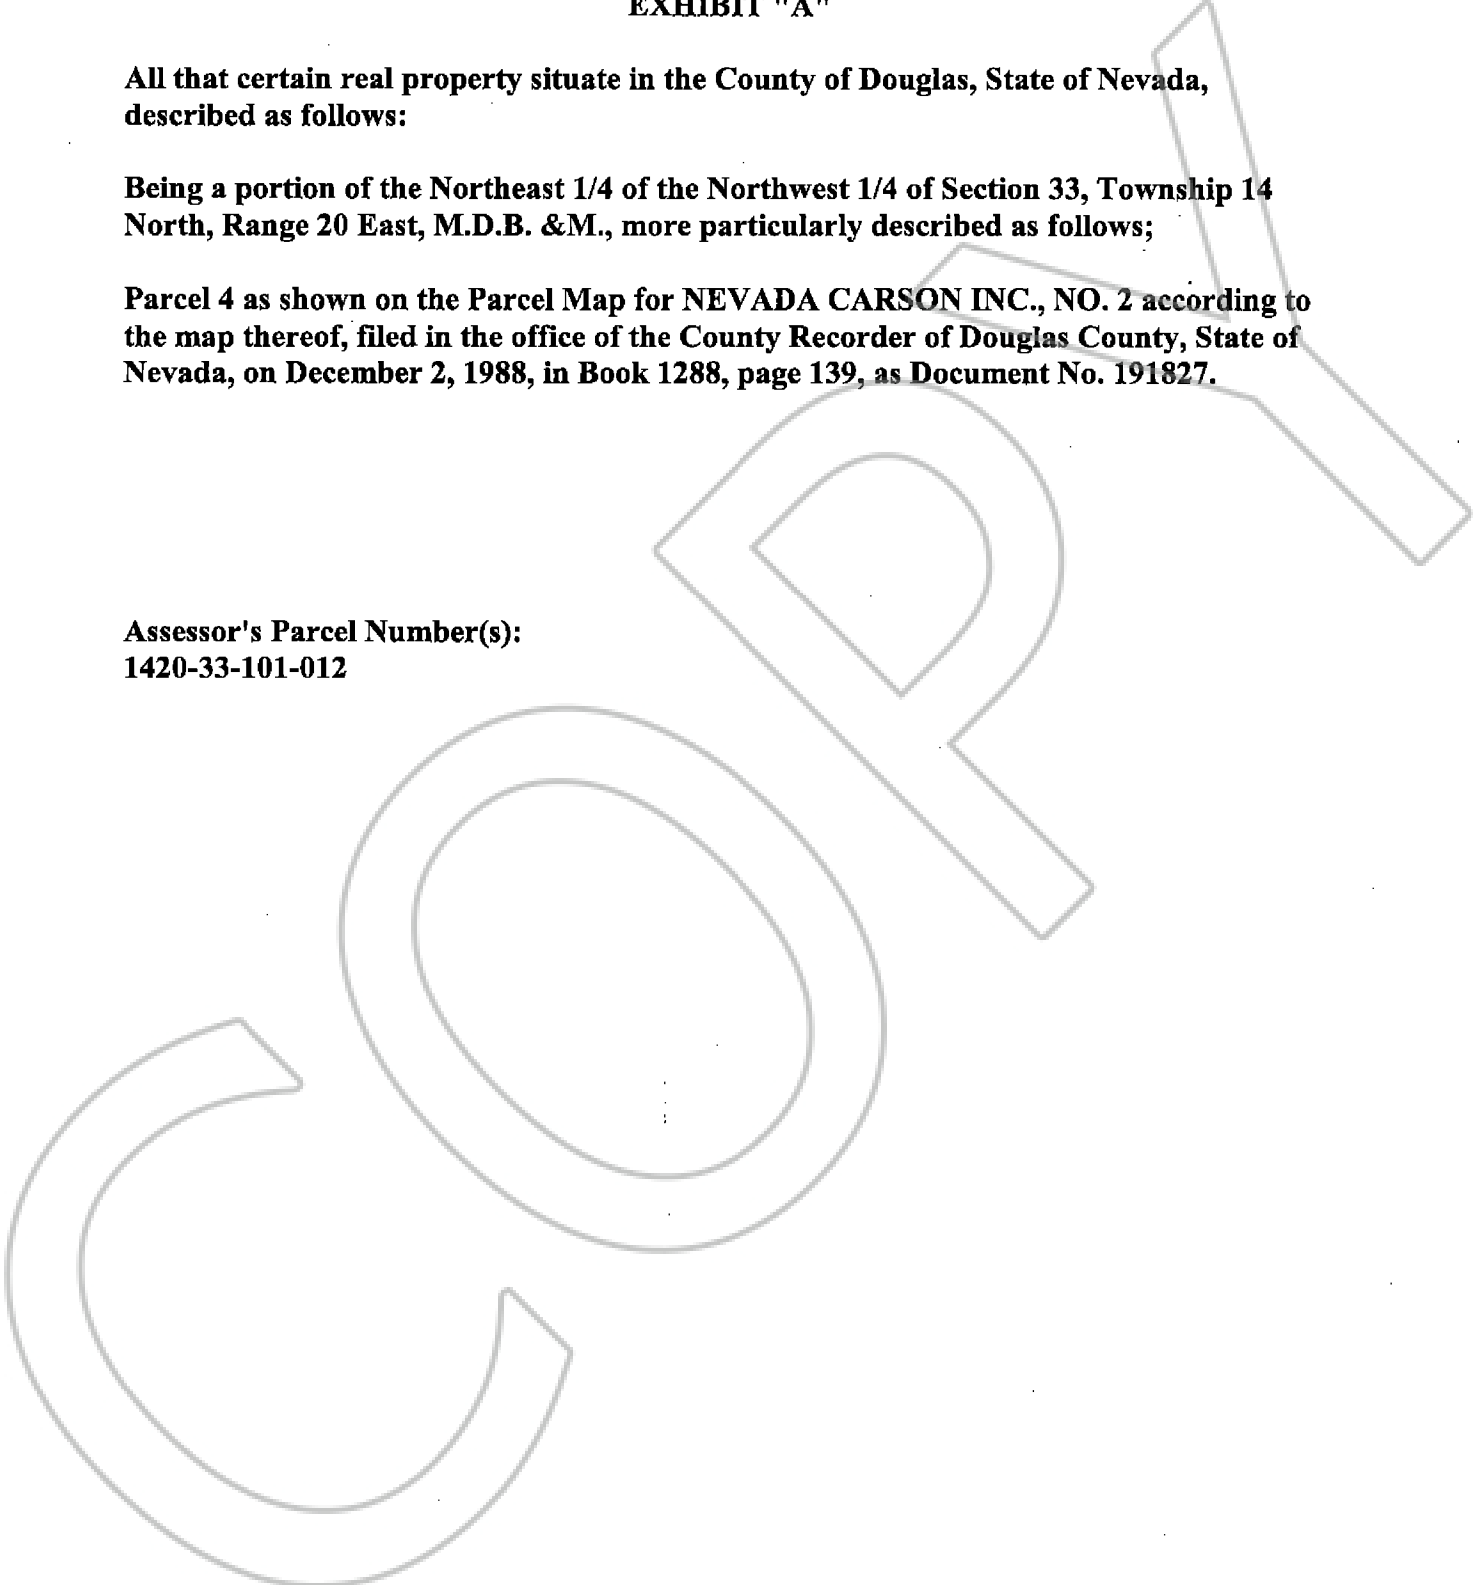 EXHIBIT "A"
All that certain real property situate in the County of Douglas, State of Nevada,
described as follows:
Being a portion of the Northeast 1/4 of the Northwest 1/4 of Section 33, Township 14
North, Range 20 East, M.D.B. &M., more particularly described as follows;
Parcel 4 as shown on the Parcel Map for NEVADA CARSON INC., NO. 2 according to
the map thereof, filed in the office of the County Recorder of Douglas County, State of
Nevada, on December 2, 1988, in Book 1288, page 139, as Document No. 191827.
Assessor's Parcel Number(s):
1420-33-101-012
COPY